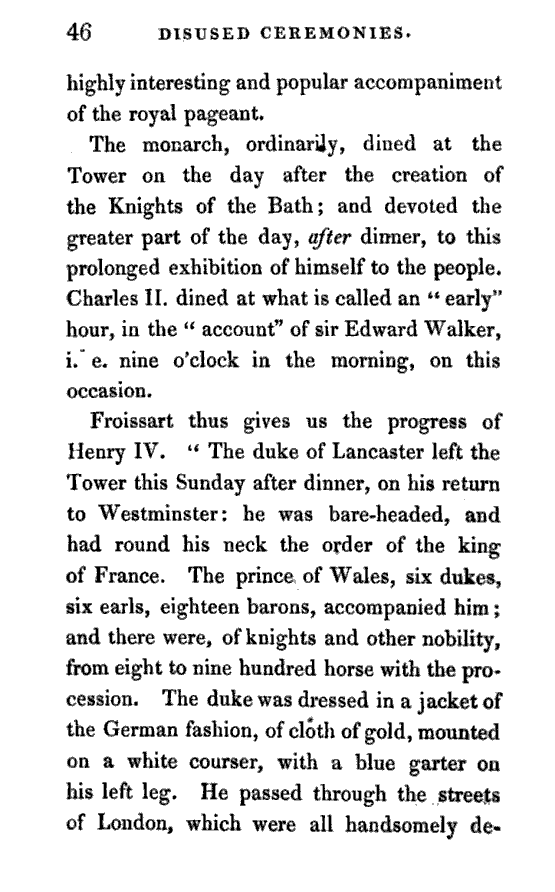 46 DISUSED CEREMONIES.
highly interesting and popular accompaniment
of the royal pageant.
The monarch, ordinarily, dined at the
Tower on the day after the creation of
the Knights of the Bath; and devoted the
greater part of the day, after dinner, to this
prolonged exhibition of himself to the people.
Charles II. dined at what is called an “ early”
hour, in the “ account” of sir Edward Walker,
i. e. nine o'clock in the morning, on this
occasion.
Froissart thus gives us the progress of
Henry IV. “ The duke of Lancaster left the
Tower this Sunday after dinner, on his return
to Westminster: he was bare-headed, and
had round his neck the order of the king
of France. The prince of Wales, six dukes,
six earls, eighteen barons, accompanied him;
and there were, of knights and other nobility,
from eight to nine hundred horse with the pro-
cession. The duke was dressed in a jacket of
the German fashion, of cloth of gold, mounted
on a white courser, with a blue garter on
his left leg. He passed through the streets
of London, which were all handsomely de-